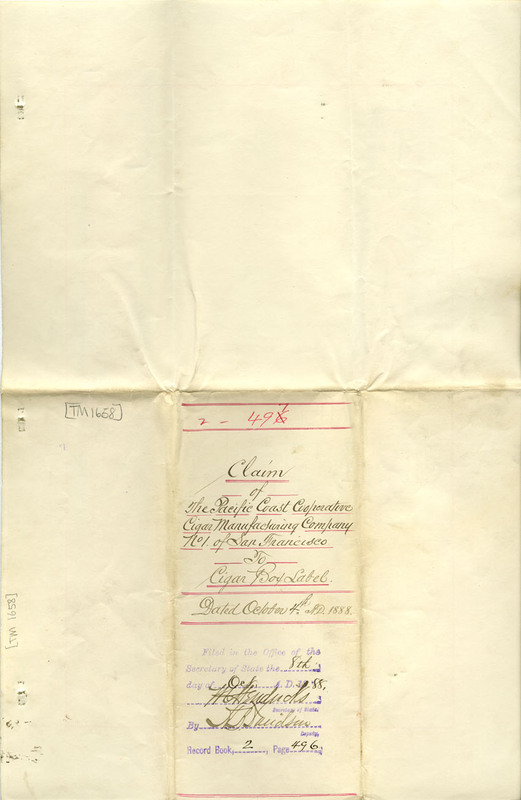 [TM1658]
2 - 496
Claim
of
The Pacific Coast Cooperative
Cigar Manufacturing Company
No 1. of San Francisco
To
Cigar Box Label.
Dated October 4th A.D. 1888.
Filed in the Office of the
Secretary of State the 8th
day of Oct. A. D. 1888,
Secretary of State.
By
Deputy.
Record Book, 2, Page 496.
[TM 1658]